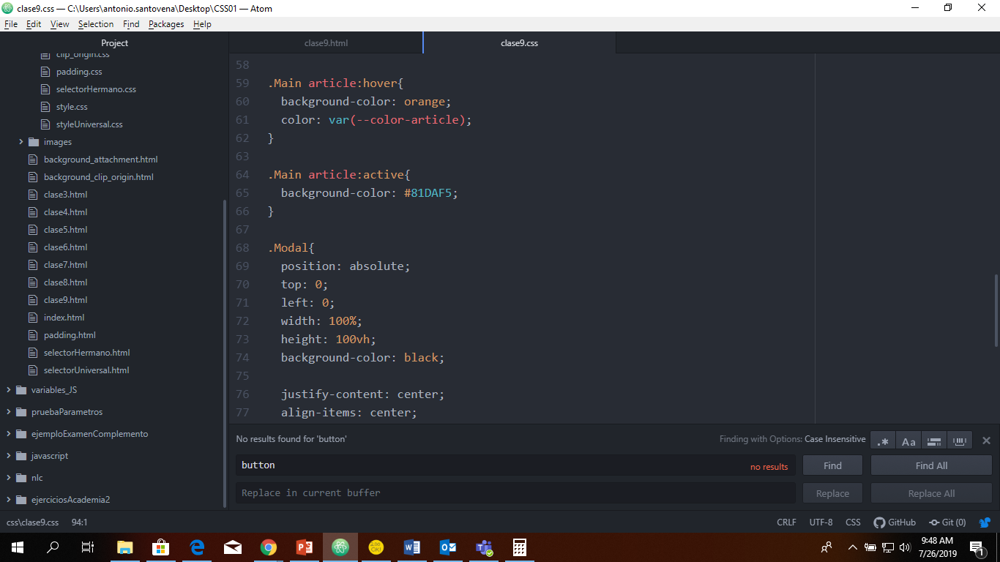 clase9.css — C:\Users\antonio.santovena\Desktop\CSS01 — Atom
File Edit View Selection Find Packages Help
Project
clip_origin.css
padding.css
selectorHermano.css
style.css
styleUniversal.css
images
background_attachment.html
background_clip_origin.html
clase3.html
clase4.html
clase5.html
clase6.html
clase7.html
clase8.html
clase9.html
index.html
padding.html
selectorHermano.html
selectorUniversal.html
variables_JS
pruebaParametros
ejemploExamenComplemento
javascript
nlc
ejerciciosAcademia2
clase9.html clase9.css
58
59 .Main article:hover{
60 background-color: orange;
61 color: var(--color-article);
62 }
63
64 .Main article:active{
65 background-color: #81DAF5;
66 }
67
68 .Modal{
69 position: absolute;
70 top: 0;
71 left: 0;
72 width: 100%;
73 height: 100vh;
74 background-color: black;
75
76 justify-content: center;
77 align-items: center;
No results found for 'button' Finding with Options: Case Insensitive .* Aa
button no results Find Find All
Replace in current buffer Replace Replace All
css\clase9.css 94:1 CRLF UTF-8 CSS GitHub Git (0)
9:48 AM
7/26/2019 1